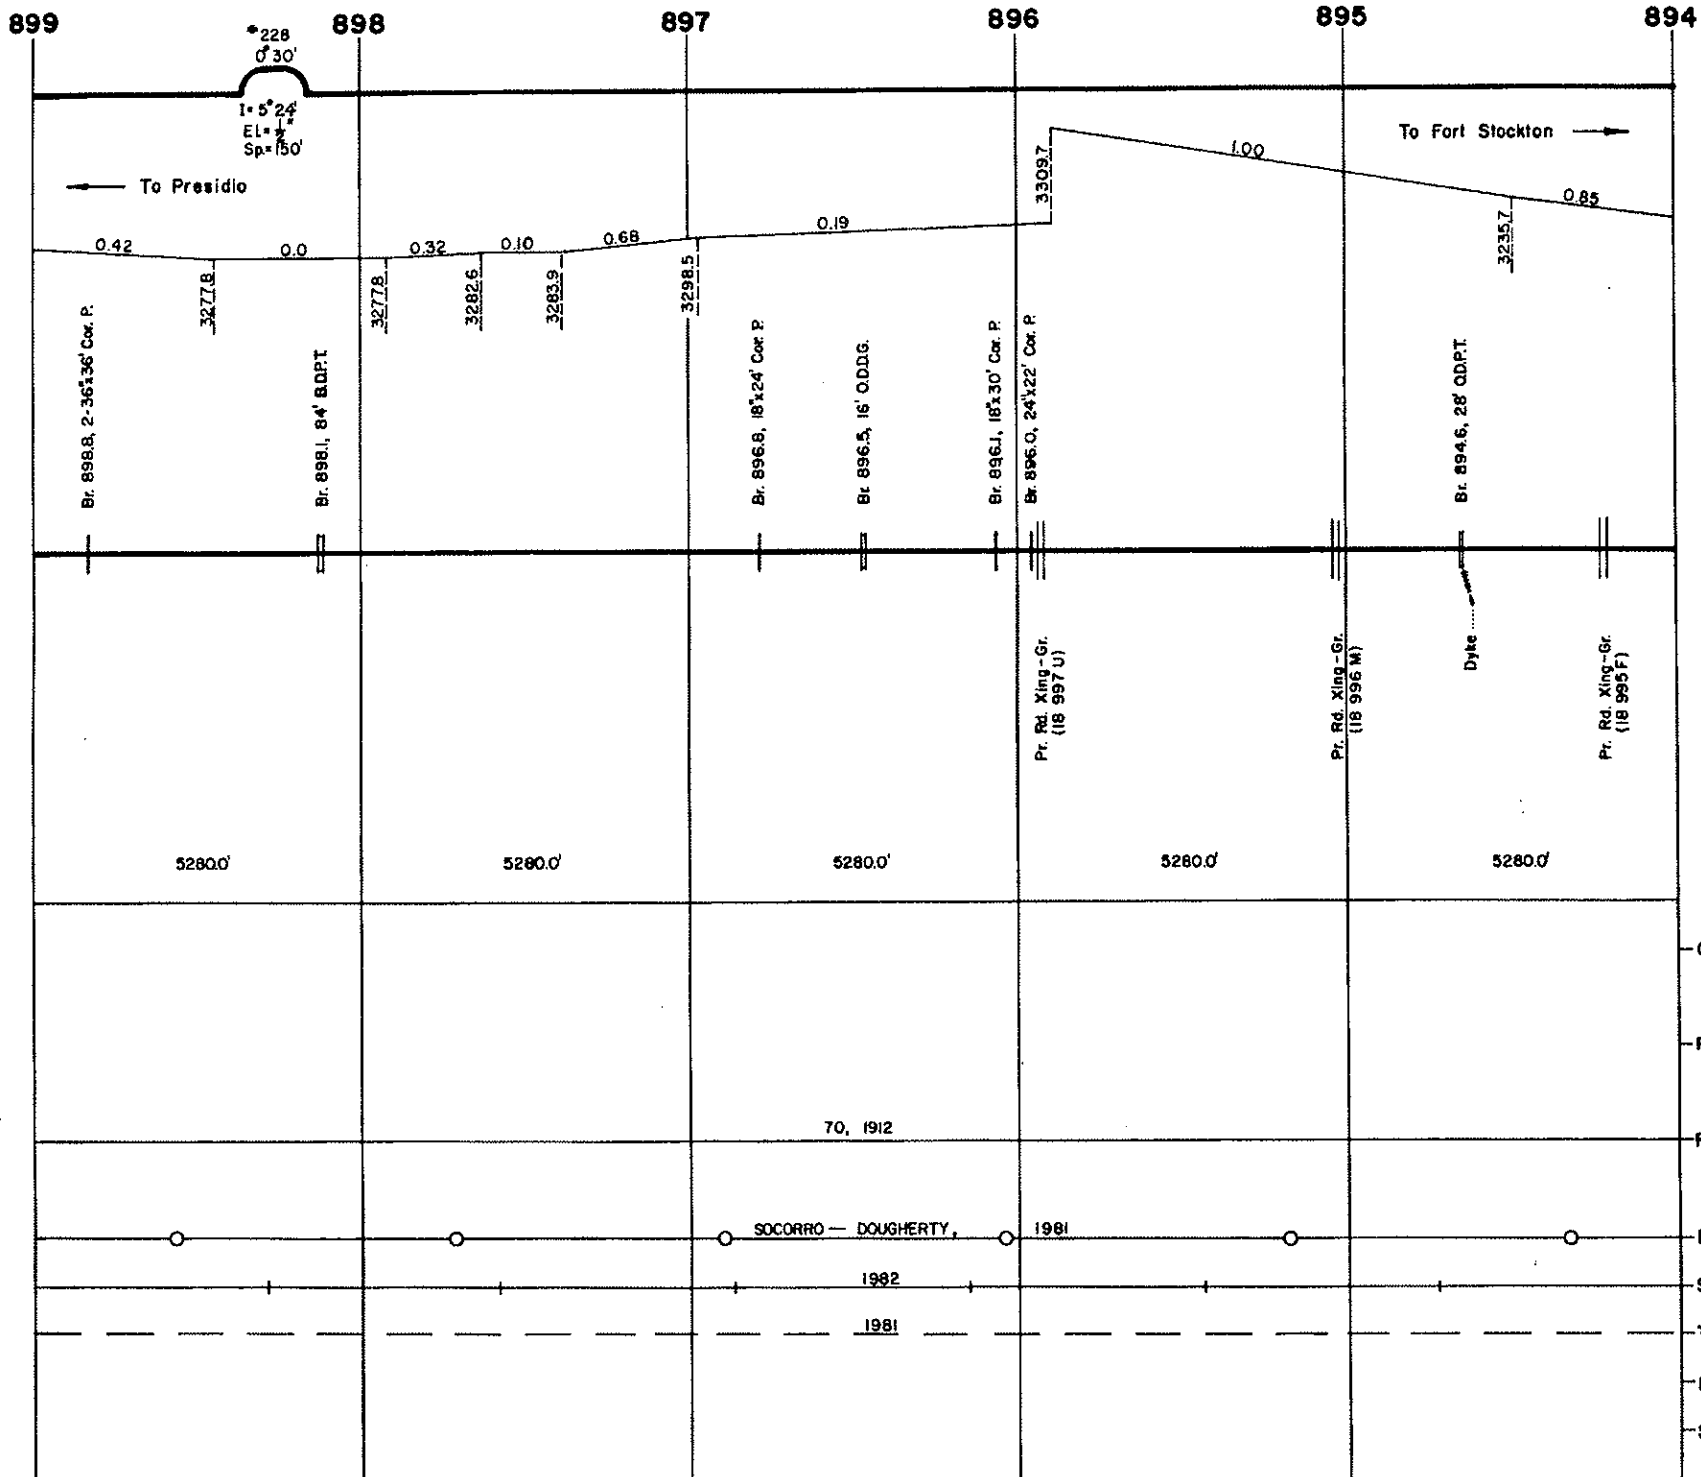 899
898
897
896
895
894
#228
0°30'
I= 5°24'
EL= ½"
Sp.= 150'
To Presidio
To Fort Stockton
0.42
0.0
0.32
0.10
0.68
0.19
1.00
0.85
3277.8
3277.8
3282.6
3283.9
3298.5
3309.7
3235.7
Br. 898.8, 2-36"x36' Cor. P.
Br. 898.1, 84' B.D.P.T.
Br. 896.8, 18"x24' Cor. P.
Br. 896.5, 16' O.D.D.G.
Br. 896.1, 18"x30' Cor. P.
Br. 896.0, 24"x22' Cor. P.
Br. 894.6, 28' O.D.P.T.
Pr. Rd. Xing-Gr.
(18 997 U)
Pr. Rd. Xing-Gr.
(18 996 M)
Dyke
Pr. Rd. Xing-Gr.
(18 995 F)
5280.0'
5280.0'
5280.0'
5280.0'
5280.0'
70, 1912
SOCORRO — DOUGHERTY, 1981
1982
1981